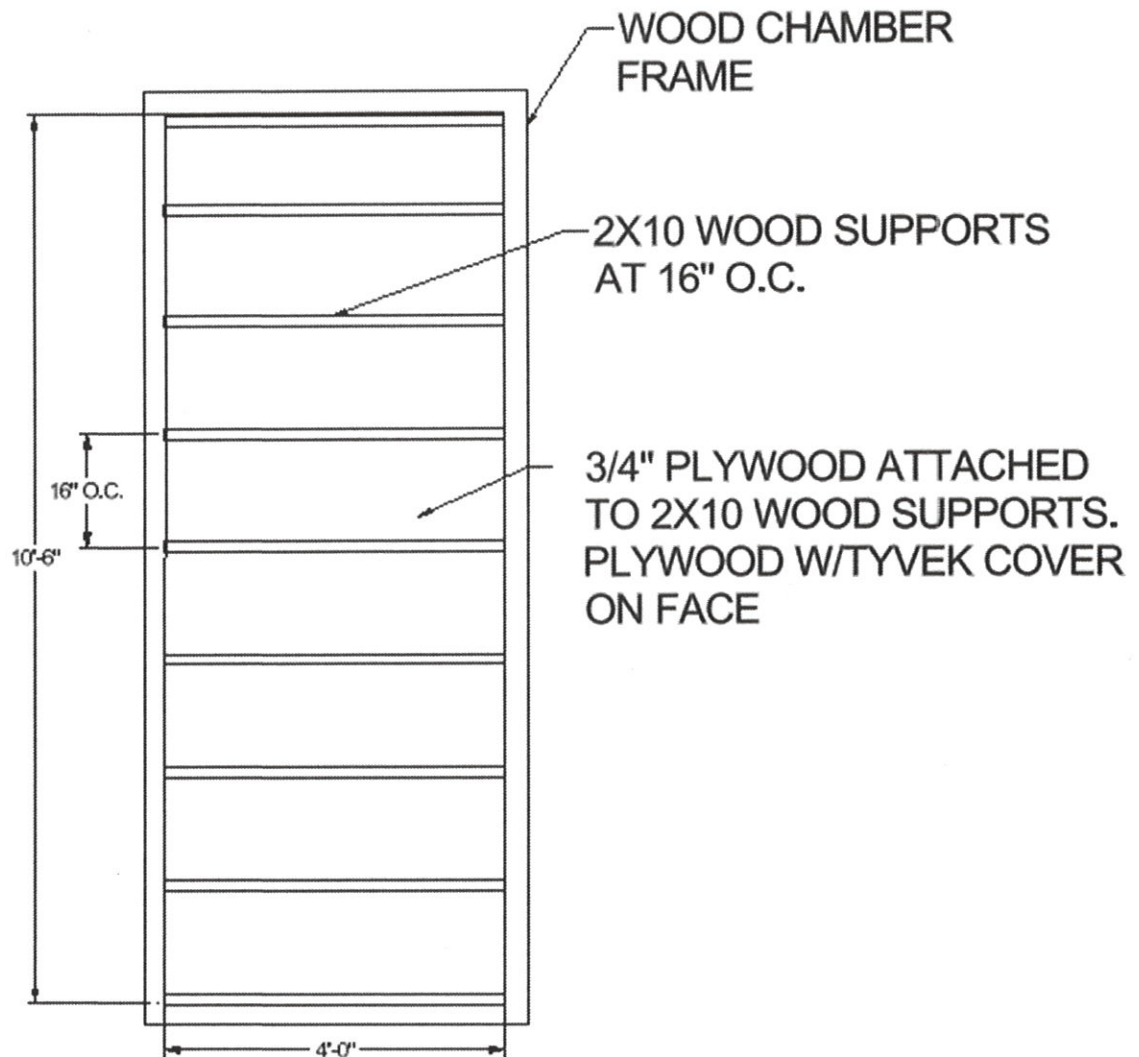 WOOD CHAMBER
FRAME
2X10 WOOD SUPPORTS
AT 16" O.C.
16" O.C.
10'-6"
3/4" PLYWOOD ATTACHED
TO 2X10 WOOD SUPPORTS.
PLYWOOD W/TYVEK COVER
ON FACE
4'-0"